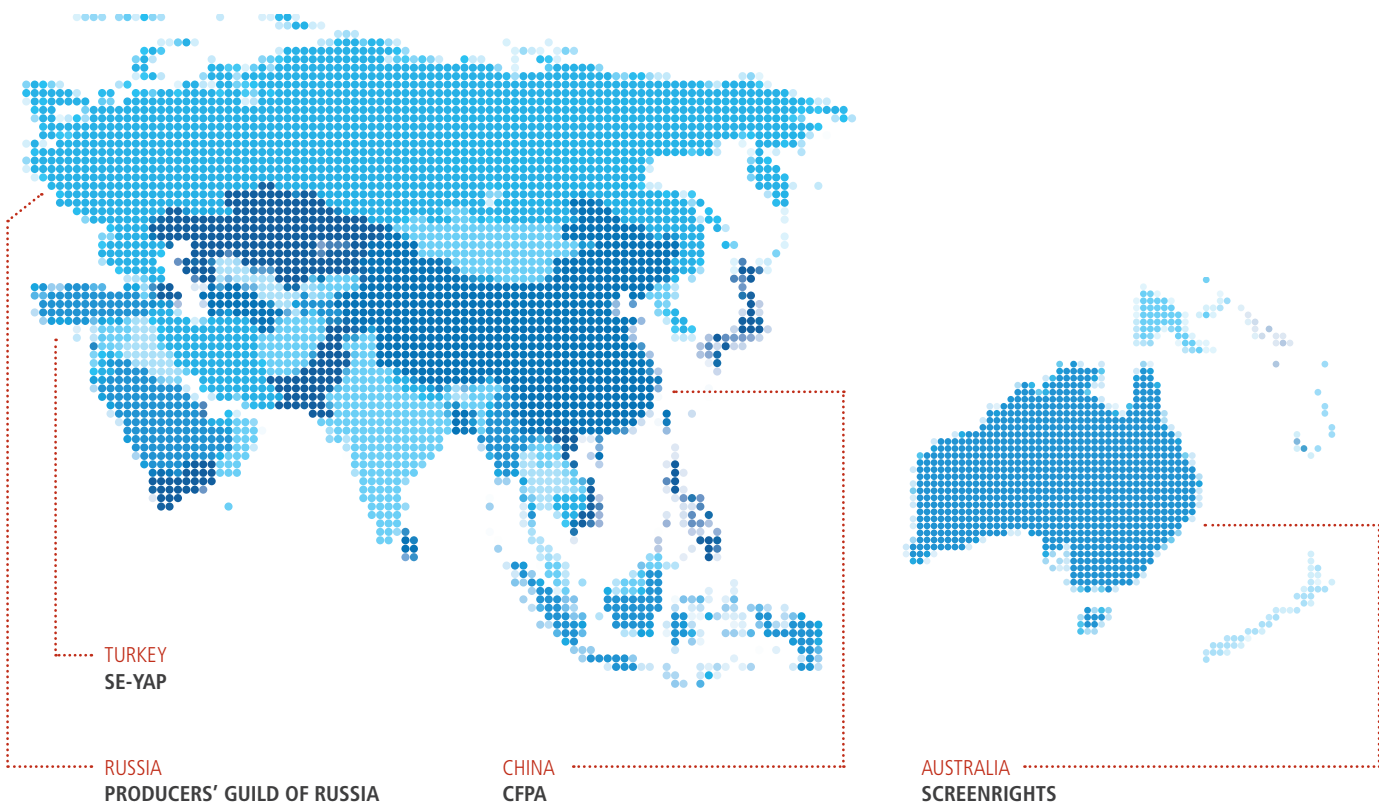 TURKEY
SE-YAP
RUSSIA
PRODUCERS’ GUILD OF RUSSIA
CHINA
CFPA
AUSTRALIA
SCREENRIGHTS